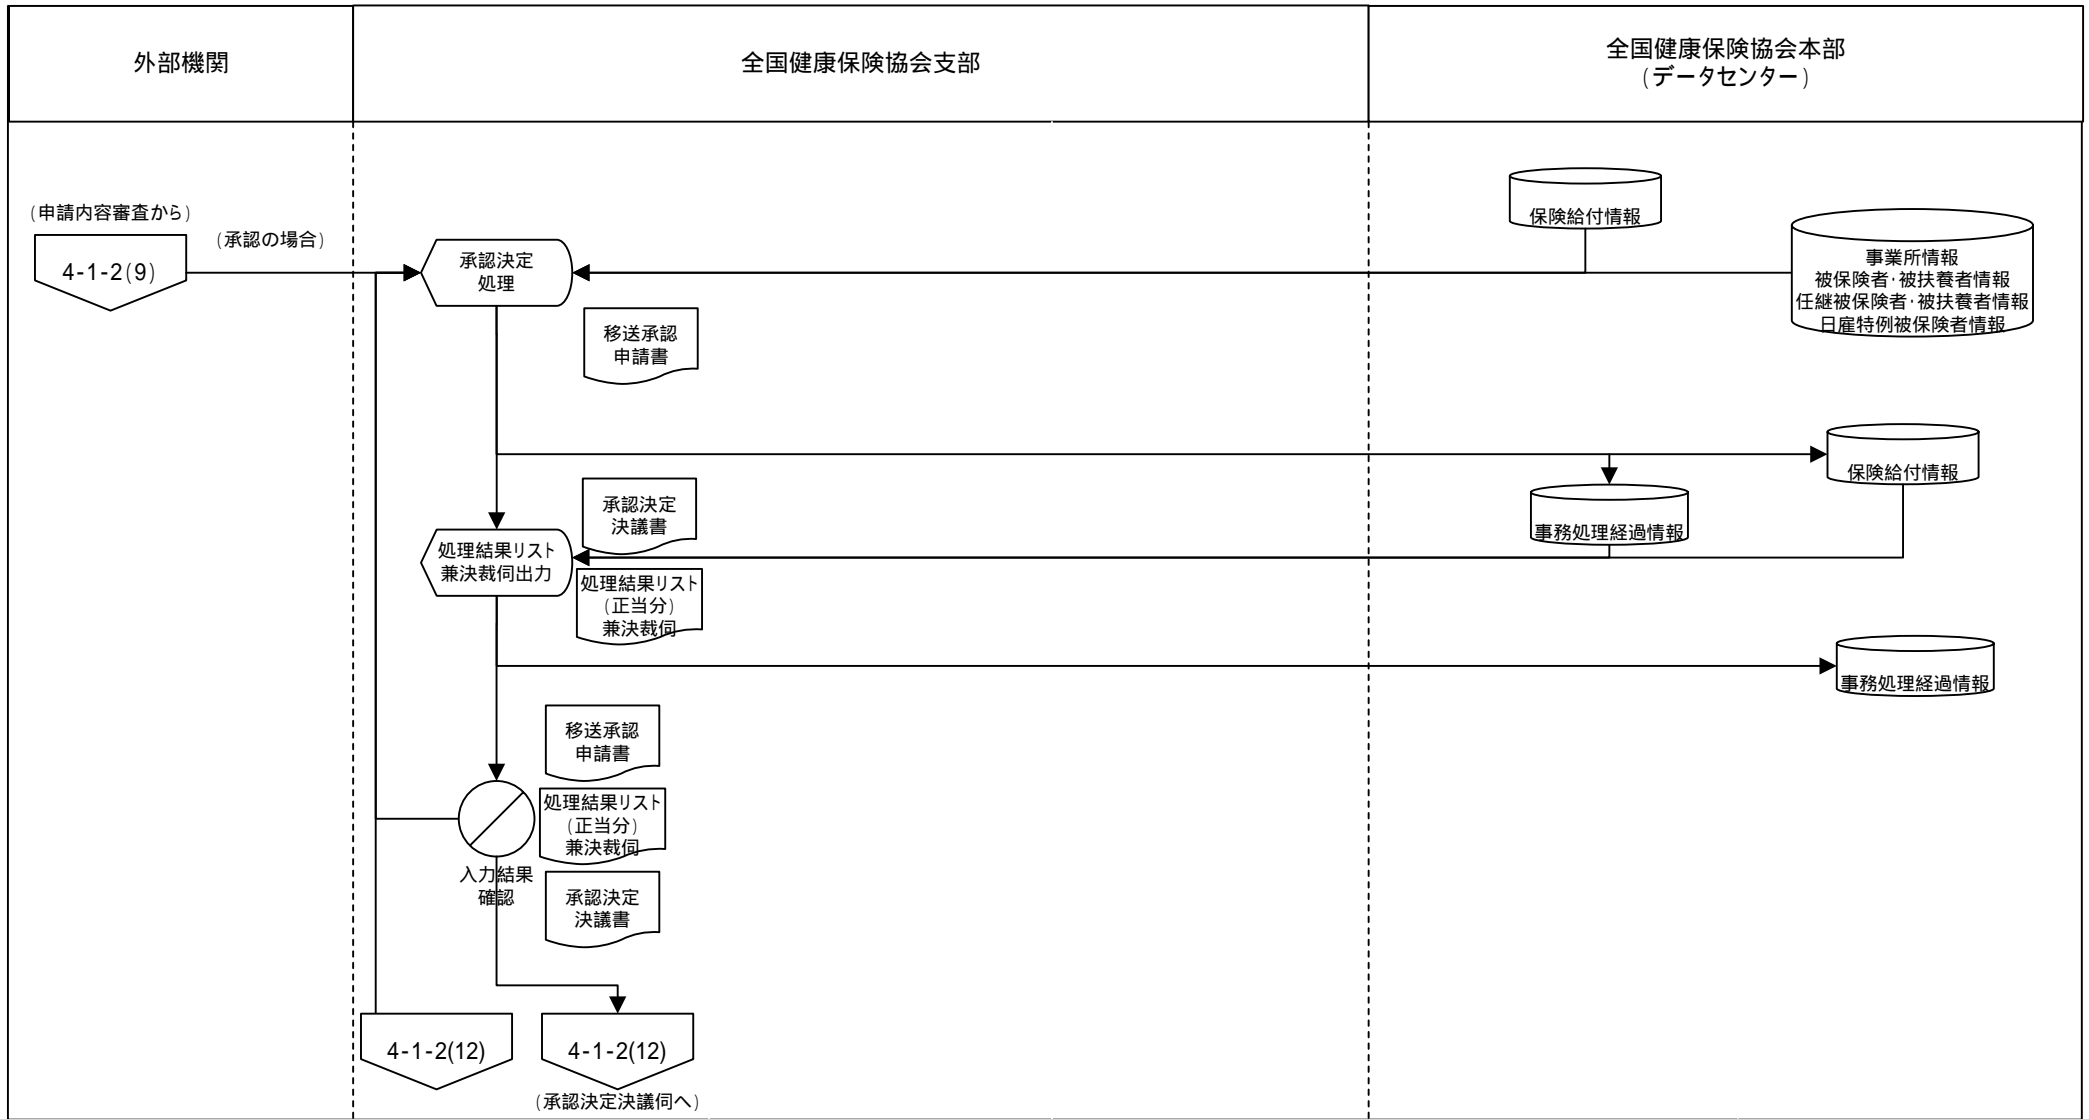 外部機関
全国健康保険協会支部
全国健康保険協会本部
(データセンター)
(申請内容審査から)
4-1-2(9)
(承認の場合)
承認決定
処理
保険給付情報
事業所情報
被保険者・被扶養者情報
任継被保険者・被扶養者情報
日雇特例被保険者情報
移送承認
申請書
保険給付情報
事務処理経過情報
承認決定
決議書
処理結果リスト
兼決裁伺出力
処理結果リスト
(正当分)
兼決裁伺
事務処理経過情報
移送承認
申請書
処理結果リスト
(正当分)
兼決裁伺
入力結果
確認
承認決定
決議書
4-1-2(12)
4-1-2(12)
(承認決定決議伺へ)